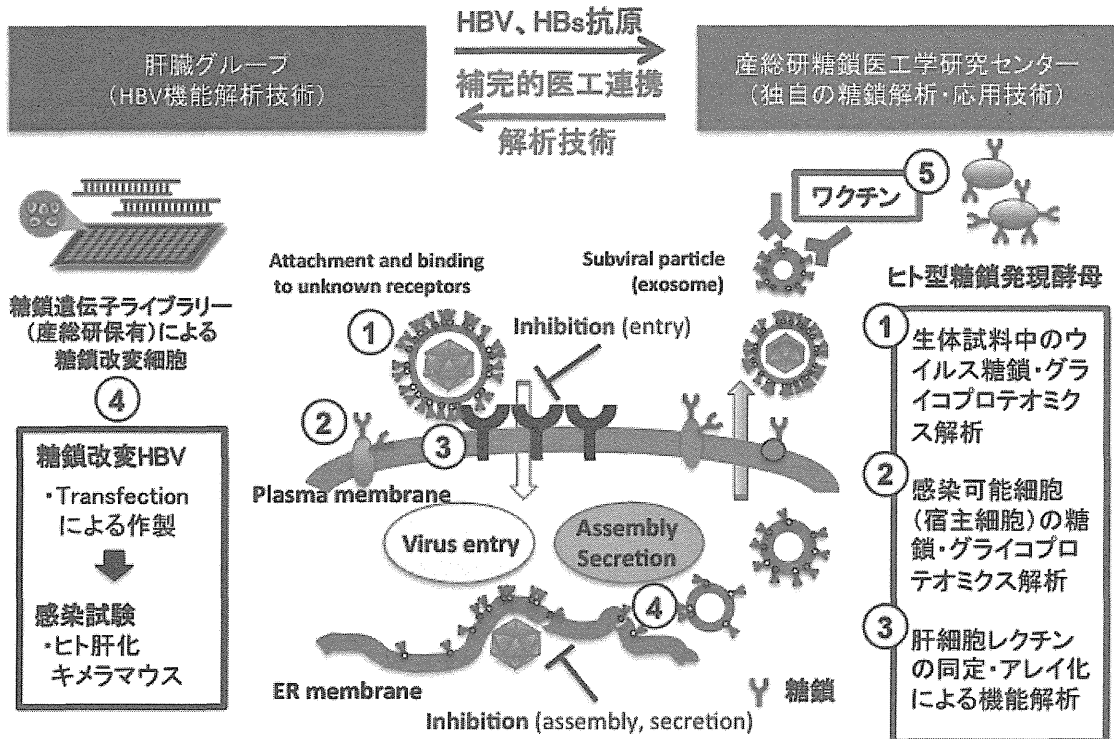 肝臓グループ
（HBV機能解析技術）
HBV、HBs抗原
補完的医工連携
解析技術
産総研糖鎖医工学研究センター
（独自の糖鎖解析・応用技術）
糖鎖遺伝子ライブラリー
（産総研保有）による
糖鎖改変細胞
④
糖鎖改変HBV
・Transfection
による作製
感染試験
・ヒト肝化
キメラマウス
Attachment and binding
to unknown receptors
①
Inhibition (entry)
②
③
Plasma membrane
Virus entry
Assembly
Secretion
④
ER membrane
Inhibition (assembly, secretion)
糖鎖
Subviral particle
(exosome)
ワクチン
⑤
ヒト型糖鎖発現酵母
①
生体試料中のウ
イルス糖鎖・グラ
イコプロテオミク
ス解析
②
感染可能細胞
（宿主細胞）の糖
鎖・グライコプロ
テオミクス解析
③
肝細胞レクチン
の同定・アレイ化
による機能解析